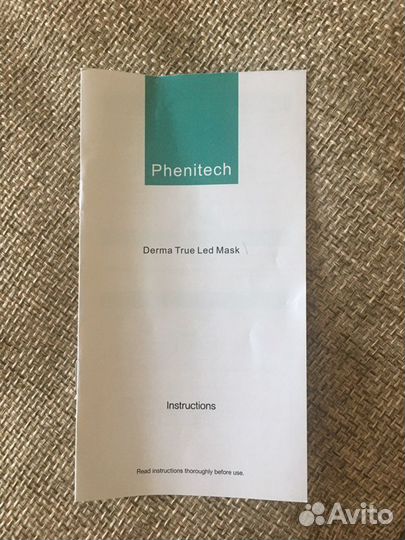 Phenitech
Derma True Led Mask
Instructions
Read instructions thoroughly before use.
Avito